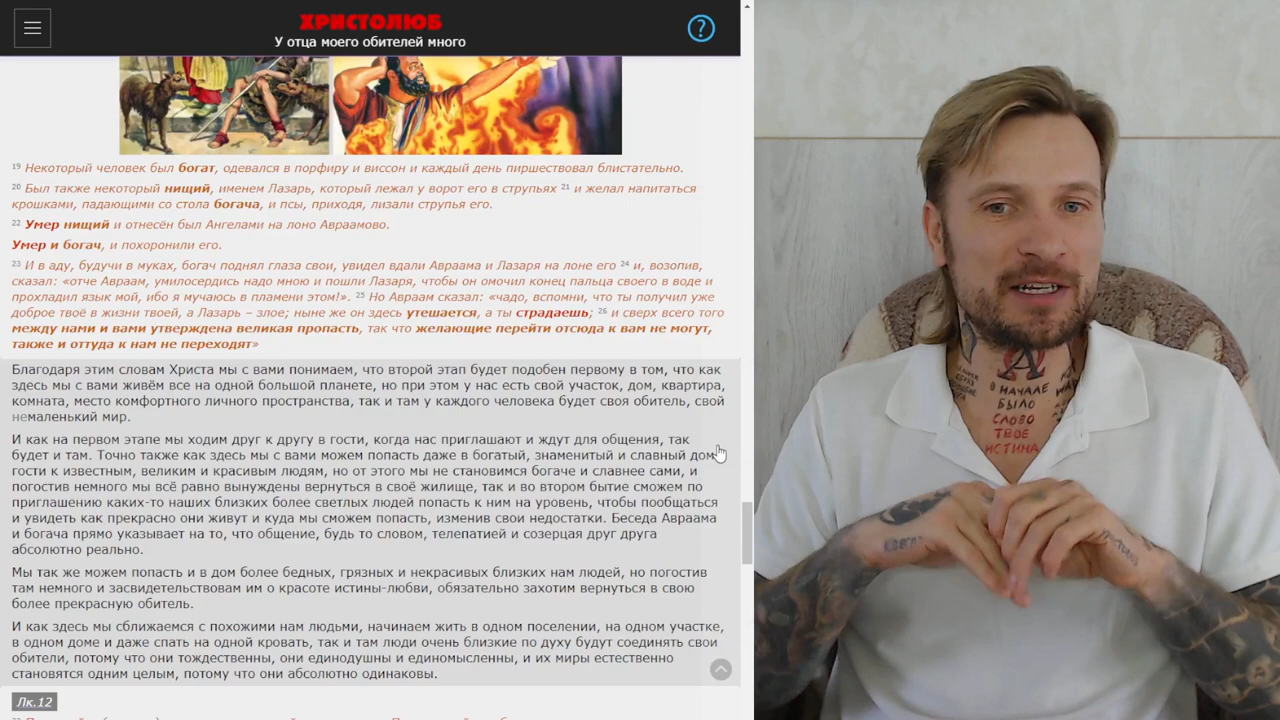 ХРИСТОЛЮБ
У отца моего обителей много
?
19 Некоторый человек был богат, одевался в порфиру и виссон и каждый день пиршествовал блистательно.
20 Был также некоторый нищий, именем Лазарь, который лежал у ворот его в струпьях 21 и желал напитаться
крошками, падающими со стола богача, и псы, приходя, лизали струпья его.
22 Умер нищий и отнесён был Ангелами на лоно Авраамово.
Умер и богач, и похоронили его.
23 И в аду, будучи в муках, богач поднял глаза свои, увидел вдали Авраама и Лазаря на лоне его 24 и, возопив,
сказал: «отче Авраам, умилосердись надо мною и пошли Лазаря, чтобы он омочил конец пальца своего в воде и
прохладил язык мой, ибо я мучаюсь в пламени этом!». 25 Но Авраам сказал: «чадо, вспомни, что ты получил уже
доброе твоё в жизни твоей, а Лазарь – злое; ныне же он здесь утешается, а ты страдаешь; 26 и сверх всего того
между нами и вами утверждена великая пропасть, так что желающие перейти отсюда к вам не могут,
также и оттуда к нам не переходят»
Благодаря этим словам Христа мы с вами понимаем, что второй этап будет подобен первому в том, что как
здесь мы с вами живём все на одной большой планете, но при этом у нас есть свой участок, дом, квартира,
комната, место комфортного личного пространства, так и там у каждого человека будет своя обитель, свой
немаленький мир.
И как на первом этапе мы ходим друг к другу в гости, когда нас приглашают и ждут для общения, так
будет и там. Точно также как здесь мы с вами можем попасть даже в богатый, знаменитый и славный дом
гости к известным, великим и красивым людям, но от этого мы не становимся богаче и славнее сами, и
погостив немного мы всё равно вынуждены вернуться в своё жилище, так и во втором бытие сможем по
приглашению каких-то наших близких более светлых людей попасть к ним на уровень, чтобы пообщаться
и увидеть как прекрасно они живут и куда мы сможем попасть, изменив свои недостатки. Беседа Авраама
и богача прямо указывает на то, что общение, будь то словом, телепатией и созерцая друг друга
абсолютно реально.
Мы так же можем попасть и в дом более бедных, грязных и некрасивых близких нам людей, но погостив
там немного и засвидетельствовам им о красоте истины-любви, обязательно захотим вернуться в свою
более прекрасную обитель.
И как здесь мы сближаемся с похожими нам людьми, начинаем жить в одном поселении, на одном участке,
в одном доме и даже спать на одной кровать, так и там люди очень близкие по духу будут соединять свои
обители, потому что они тождественны, они единодушны и единомысленны, и их миры естественно
становятся одним целым, потому что они абсолютно одинаковы.
Лк.12
В НАЧАЛЕ
БЫЛО
СЛОВО
ТВОЕ
ИСТИНА